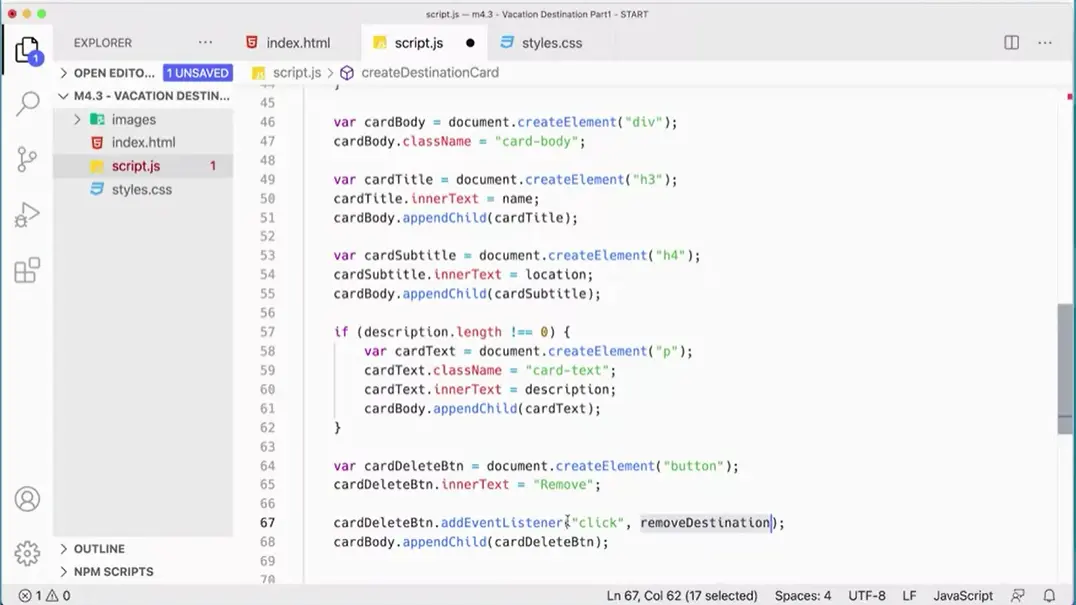 script.js — m4.3 - Vacation Destination Part1 - START
EXPLORER ··· index.html script.js ● styles.css ···
1
OPEN EDITO... 1 UNSAVED script.js > createDestinationCard
M4.3 - VACATION DESTIN...
images
index.html
script.js 1
styles.css
44 }
45
46 var cardBody = document.createElement("div");
47 cardBody.className = "card-body";
48
49 var cardTitle = document.createElement("h3");
50 cardTitle.innerText = name;
51 cardBody.appendChild(cardTitle);
52
53 var cardSubtitle = document.createElement("h4");
54 cardSubtitle.innerText = location;
55 cardBody.appendChild(cardSubtitle);
56
57 if (description.length !== 0) {
58 var cardText = document.createElement("p");
59 cardText.className = "card-text";
60 cardText.innerText = description;
61 cardBody.appendChild(cardText);
62 }
63
64 var cardDeleteBtn = document.createElement("button");
65 cardDeleteBtn.innerText = "Remove";
66
67 cardDeleteBtn.addEventListener("click", removeDestination);
68 cardBody.appendChild(cardDeleteBtn);
69
70
OUTLINE
NPM SCRIPTS
1 0 Ln 67, Col 62 (17 selected) Spaces: 4 UTF-8 LF JavaScript